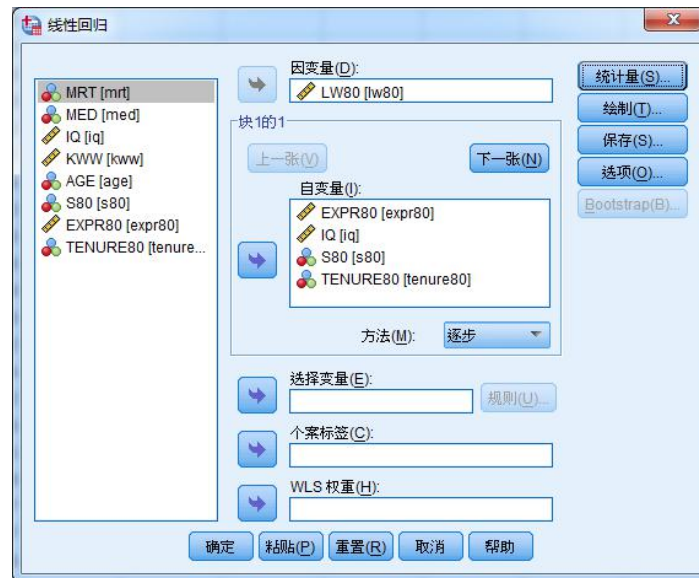 线性回归
MRT [mrt]
MED [med]
IQ [iq]
KWW [kww]
AGE [age]
S80 [s80]
EXPR80 [expr80]
TENURE80 [tenure...
因变量(D):
LW80 [lw80]
块1的1
上一张(V)
下一张(N)
自变量(I):
EXPR80 [expr80]
IQ [iq]
S80 [s80]
TENURE80 [tenure80]
方法(M):
逐步
选择变量(E):
规则(U)...
个案标签(C):
WLS 权重(H):
统计量(S)...
绘制(T)...
保存(S)...
选项(O)...
Bootstrap(B)...
确定
粘贴(P)
重置(R)
取消
帮助